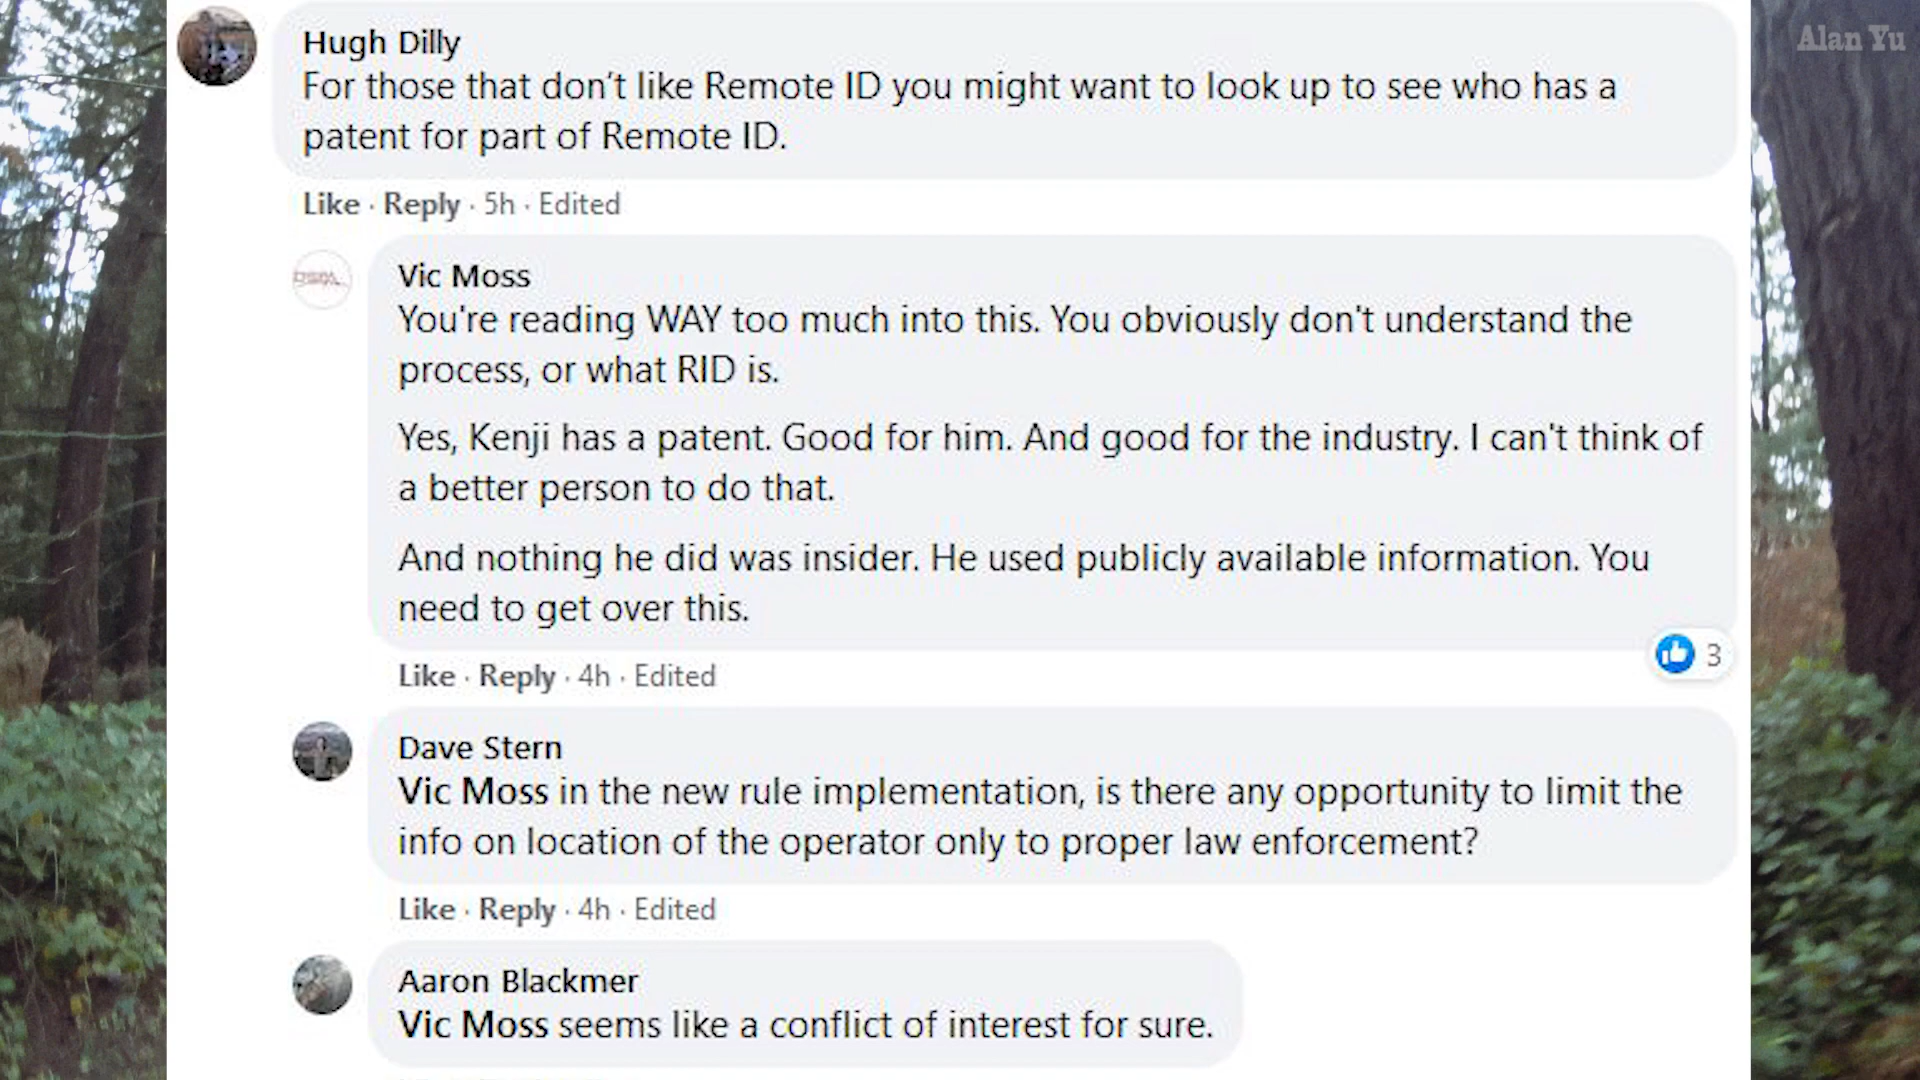 Alan Yu
Hugh Dilly
For those that don't like Remote ID you might want to look up to see who has a
patent for part of Remote ID.
Like · Reply · 5h · Edited
Vic Moss
You're reading WAY too much into this. You obviously don't understand the
process, or what RID is.
Yes, Kenji has a patent. Good for him. And good for the industry. I can't think of
a better person to do that.
And nothing he did was insider. He used publicly available information. You
need to get over this.
3
Like · Reply · 4h · Edited
Dave Stern
Vic Moss in the new rule implementation, is there any opportunity to limit the
info on location of the operator only to proper law enforcement?
Like · Reply · 4h · Edited
Aaron Blackmer
Vic Moss seems like a conflict of interest for sure.